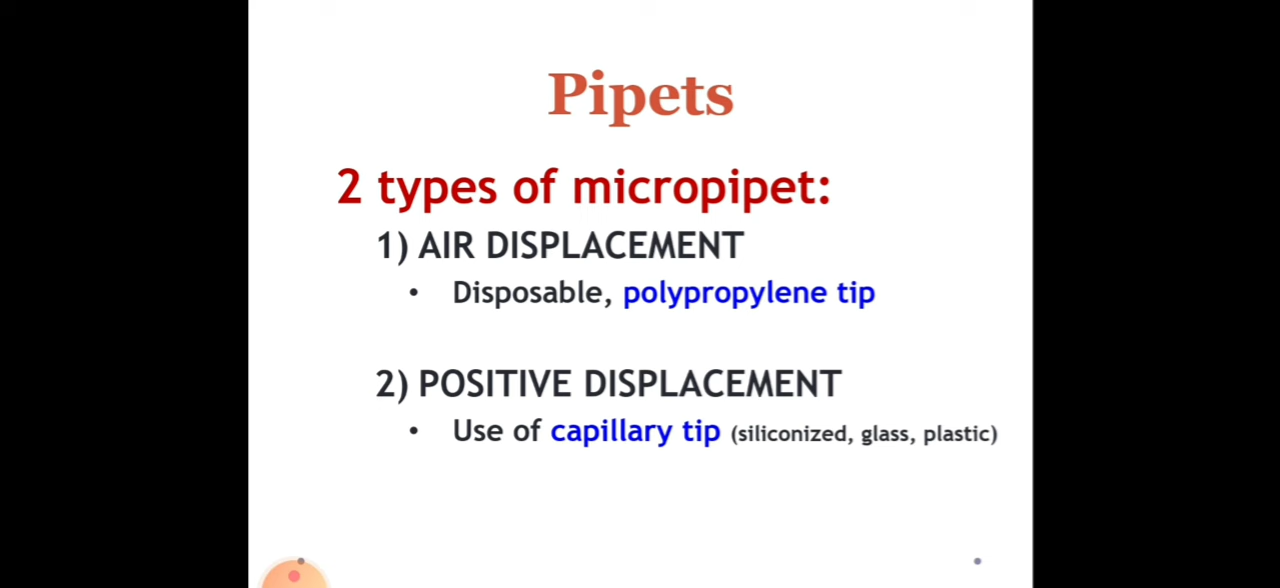 Pipets
2 types of micropipet:
1) AIR DISPLACEMENT
• Disposable, polypropylene tip
2) POSITIVE DISPLACEMENT
• Use of capillary tip (siliconized, glass, plastic)